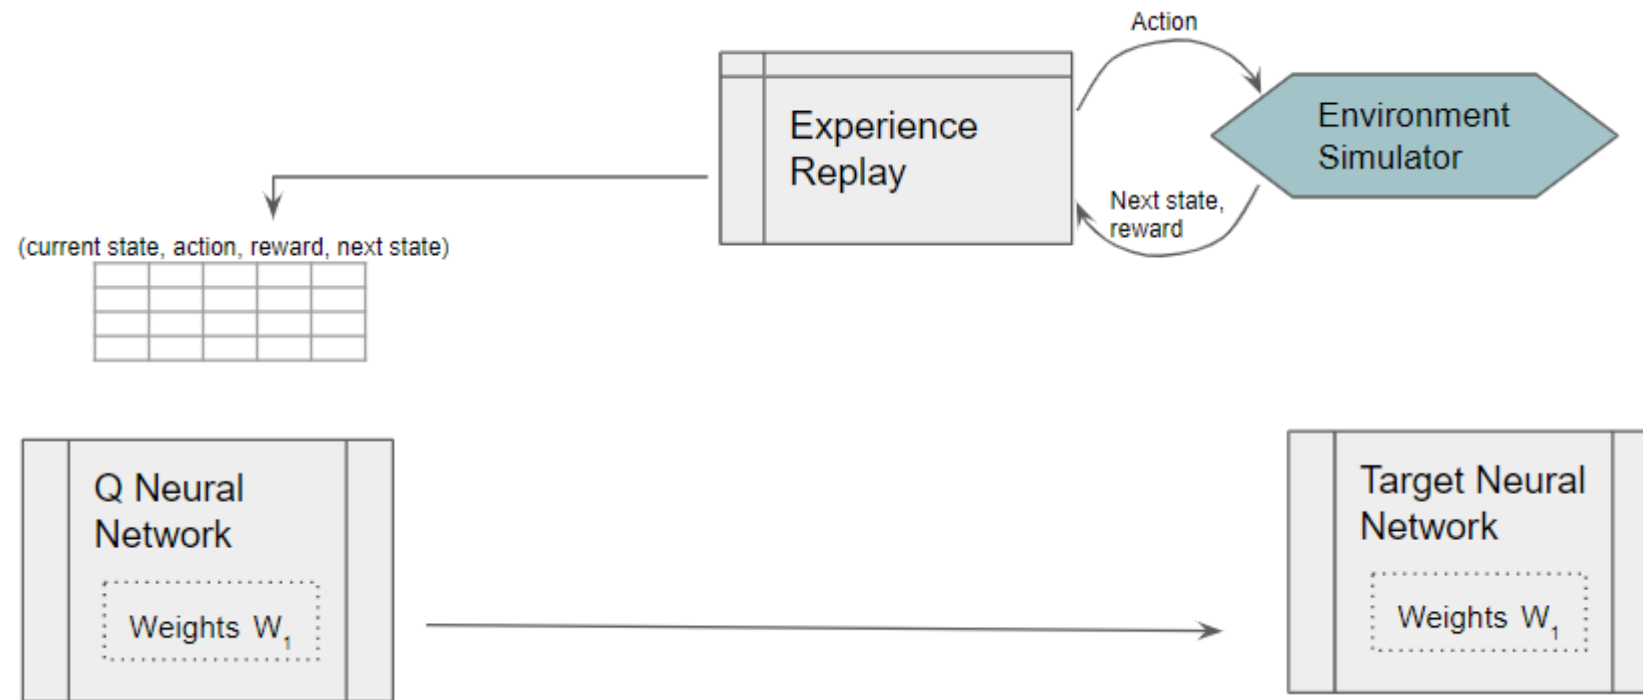 Action
Experience
Replay
Environment
Simulator
Next state,
reward
(current state, action, reward, next state)
Q Neural
Network
Weights W₁
Target Neural
Network
Weights W₁